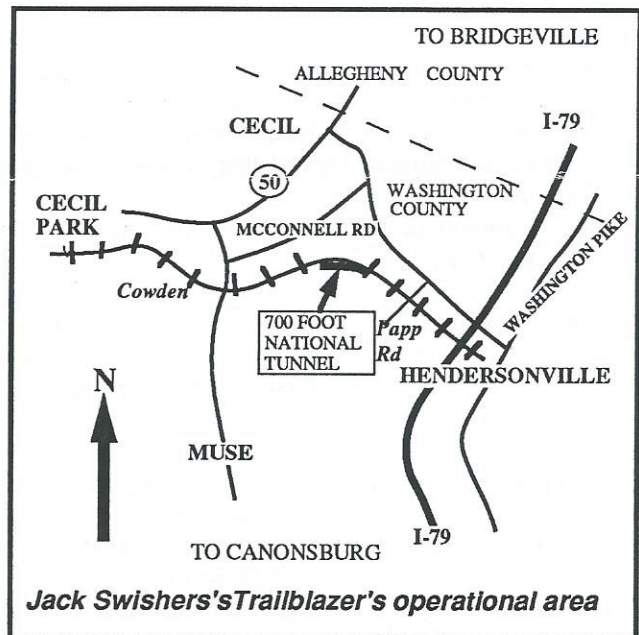 TO BRIDGEVILLE
ALLEGHENY COUNTY
I-79
CECIL
50
WASHINGTON
COUNTY
CECIL
PARK
MCCONNELL RD
WASHINGTON PIKE
Cowden
700 FOOT
NATIONAL
TUNNEL
Papp
Rd
HENDERSONVILLE
N
MUSE
I-79
TO CANONSBURG
Jack Swishers'sTrailblazer's operational area